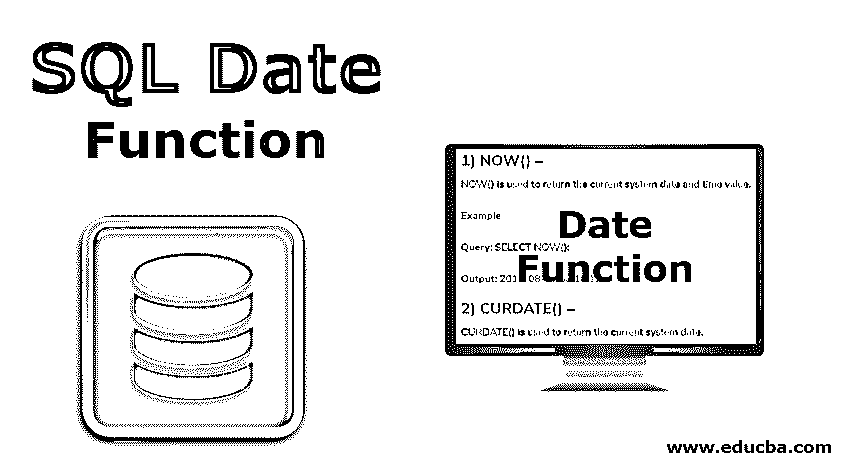 SQL Date
Function
1) NOW() –
NOW() is used to return the current system date and time value.
Example
Query: SELECT NOW();
Output: 201
Date
Function
2) CURDATE() –
CURDATE() is used to return the current system date.
www.educba.com